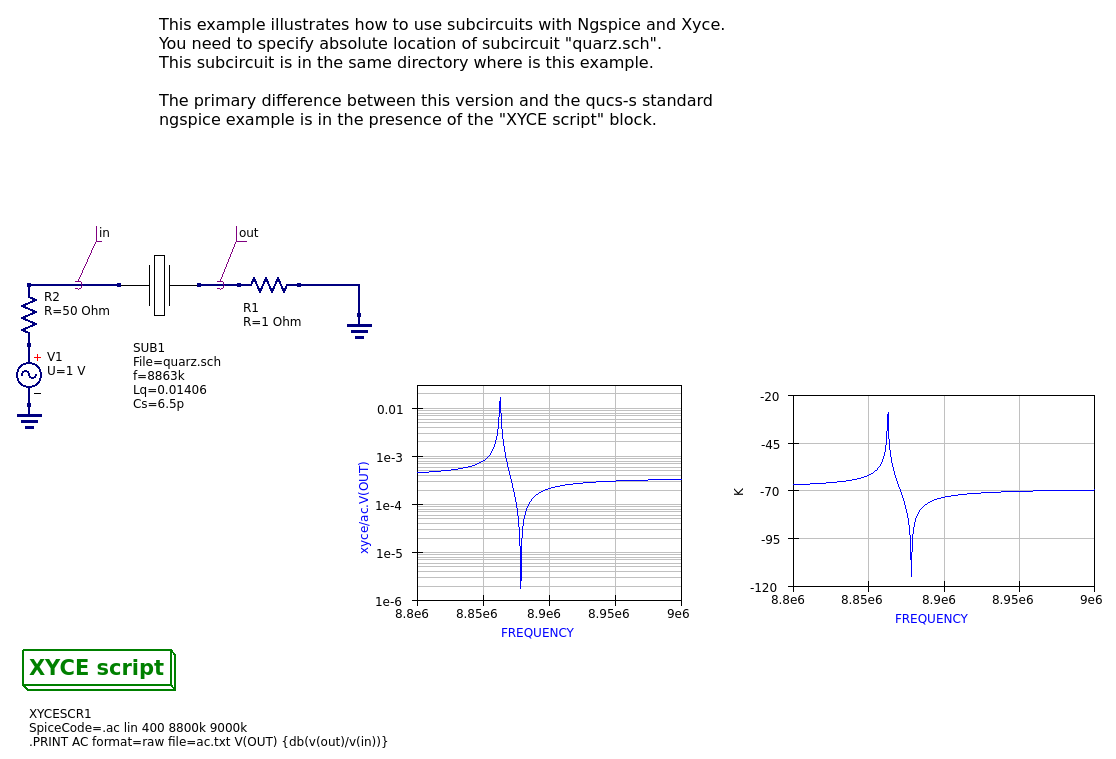 This example illustrates how to use subcircuits with Ngspice and Xyce.
You need to specify absolute location of subcircuit "quarz.sch".
This subcircuit is in the same directory where is this example.
The primary difference between this version and the qucs-s standard
ngspice example is in the presence of the "XYCE script" block.
in
out
R2
R=50 Ohm
R1
R=1 Ohm
+ V1
U=1 V
−
SUB1
File=quarz.sch
f=8863k
Lq=0.01406
Cs=6.5p
xyce/ac.V(OUT)
0.01
1e-3
1e-4
1e-5
1e-6
8.8e6 8.85e6 8.9e6 8.95e6 9e6
FREQUENCY
K
-20
-45
-70
-95
-120
8.8e6 8.85e6 8.9e6 8.95e6 9e6
FREQUENCY
XYCE script
XYCESCR1
SpiceCode=.ac lin 400 8800k 9000k
.PRINT AC format=raw file=ac.txt V(OUT) {db(v(out)/v(in))}